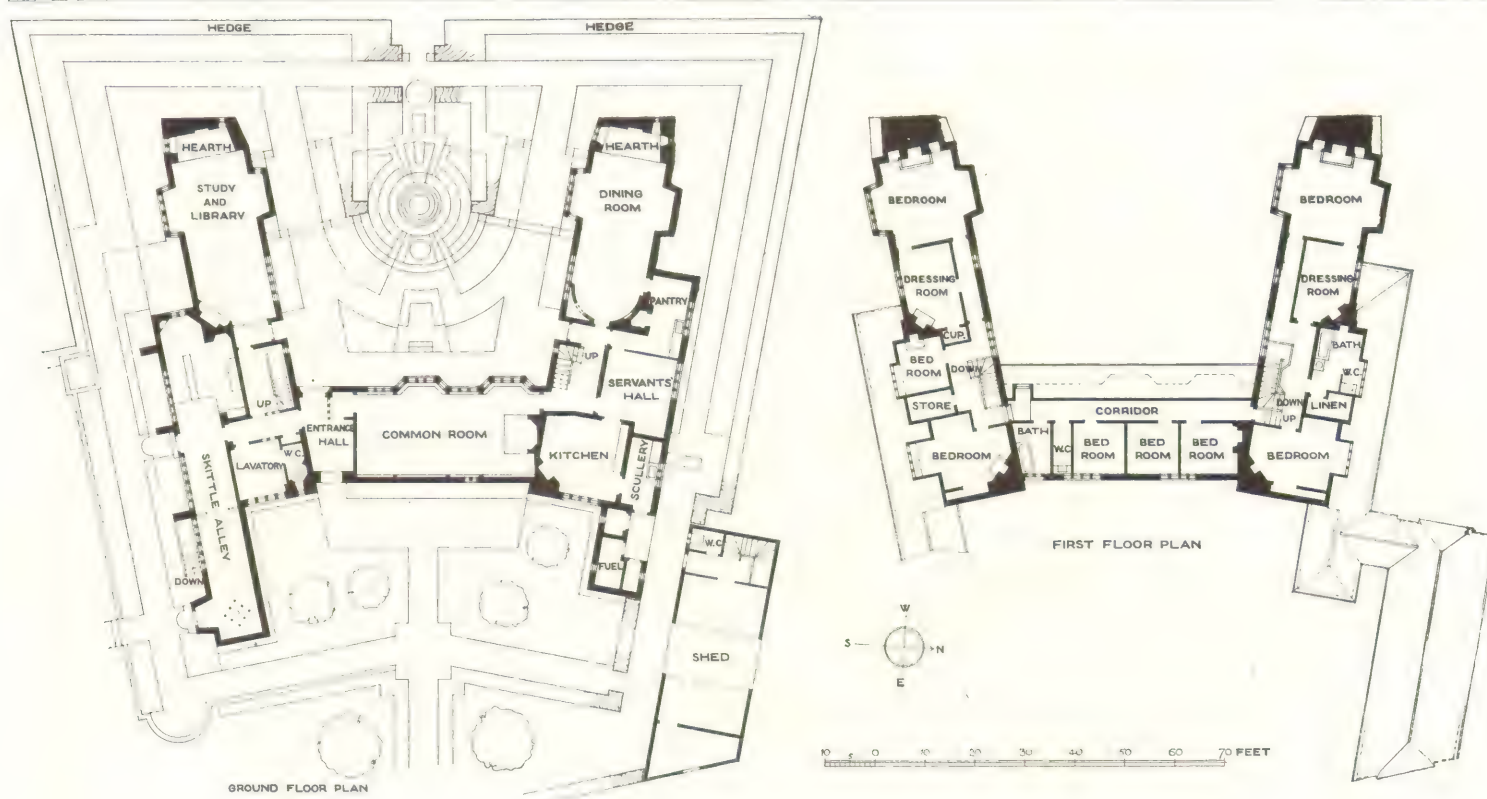 HEDGE
HEDGE
HEARTH
STUDY
AND
LIBRARY
HEARTH
DINING
ROOM
PANTRY
UP
SERVANTS'
HALL
UP
ENTRANCE
HALL
COMMON ROOM
KITCHEN
SCULLERY
W.C.
LAVATORY
SKITTLE ALLEY
DOWN
FUEL
W.C.
SHED
GROUND FLOOR PLAN
BEDROOM
DRESSING
ROOM
CUP.
BED
ROOM
DOWN
STORE
BEDROOM
BATH
W.C.
CORRIDOR
BED
ROOM
BED
ROOM
BED
ROOM
BEDROOM
DRESSING
ROOM
BATH
W.C.
LINEN
DOWN
UP
BEDROOM
FIRST FLOOR PLAN
W
S
N
E
10 5 0 10 20 30 40 50 60 70 FEET